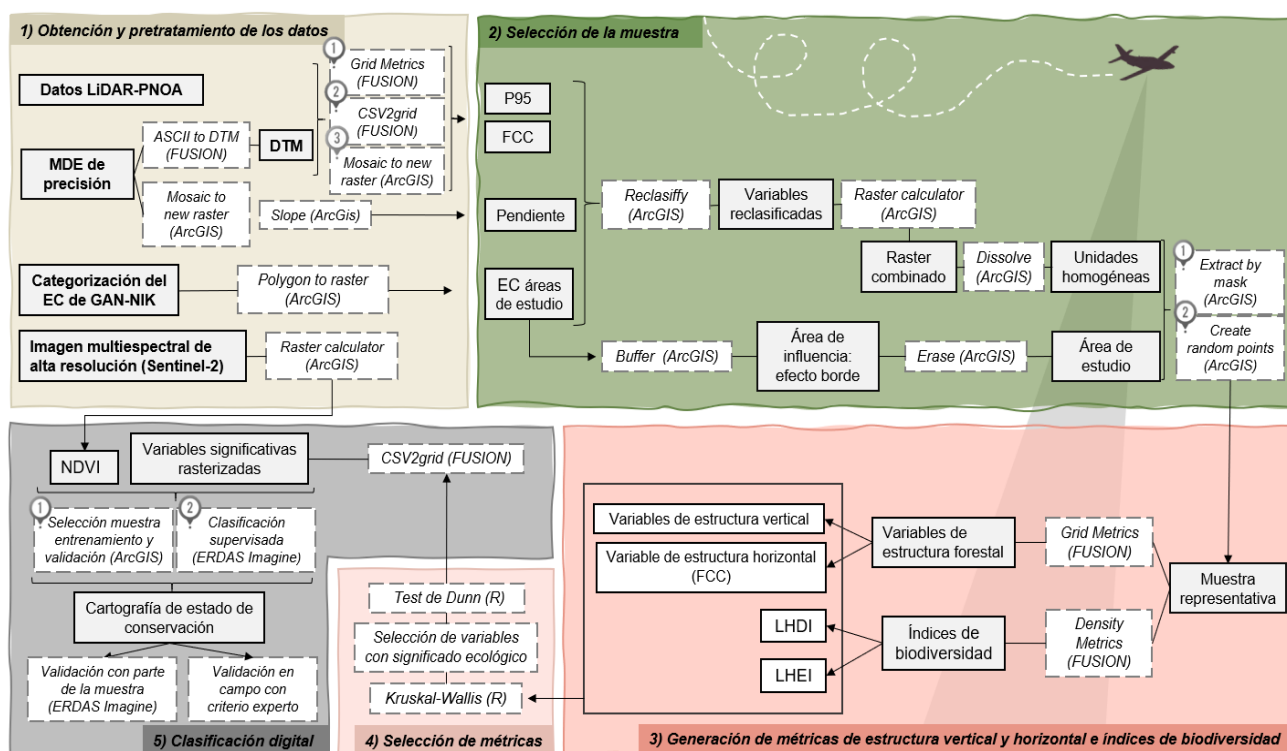 1) Obtención y pretratamiento de los datos
Datos LiDAR-PNOA
MDE de
precisión
ASCII to DTM
(FUSION)
DTM
Mosaic to
new raster
(ArcGIS)
Slope (ArcGis)
1
Grid Metrics
(FUSION)
2
CSV2grid
(FUSION)
3
Mosaic to new
raster (ArcGIS)
Categorización del
EC de GAN-NIK
Polygon to raster
(ArcGIS)
Imagen multiespectral de
alta resolución (Sentinel-2)
Raster calculator
(ArcGIS)
2) Selección de la muestra
P95
FCC
Pendiente
EC áreas
de estudio
Reclasiffy
(ArcGIS)
Variables
reclasificadas
Raster calculator
(ArcGIS)
Raster
combinado
Dissolve
(ArcGIS)
Unidades
homogéneas
Buffer (ArcGIS)
Área de
influencia:
efecto borde
Erase (ArcGIS)
Área de
estudio
1
Extract by
mask
(ArcGIS)
2
Create
random points
(ArcGIS)
Muestra
representativa
Grid Metrics
(FUSION)
Density
Metrics
(FUSION)
Variables de
estructura forestal
Índices de
biodiversidad
Variables de estructura vertical
Variable de estructura horizontal
(FCC)
LHDI
LHEI
3) Generación de métricas de estructura vertical y horizontal e índices de biodiversidad
Kruskal-Wallis (R)
Selección de variables
con significado ecológico
Test de Dunn (R)
4) Selección de métricas
CSV2grid (FUSION)
Variables significativas
rasterizadas
NDVI
1
Selección muestra
entrenamiento y
validación (ArcGIS)
2
Clasificación
supervisada
(ERDAS Imagine)
Cartografía de estado de
conservación
Validación con parte
de la muestra
(ERDAS Imagine)
Validación en
campo con
criterio experto
5) Clasificación digital